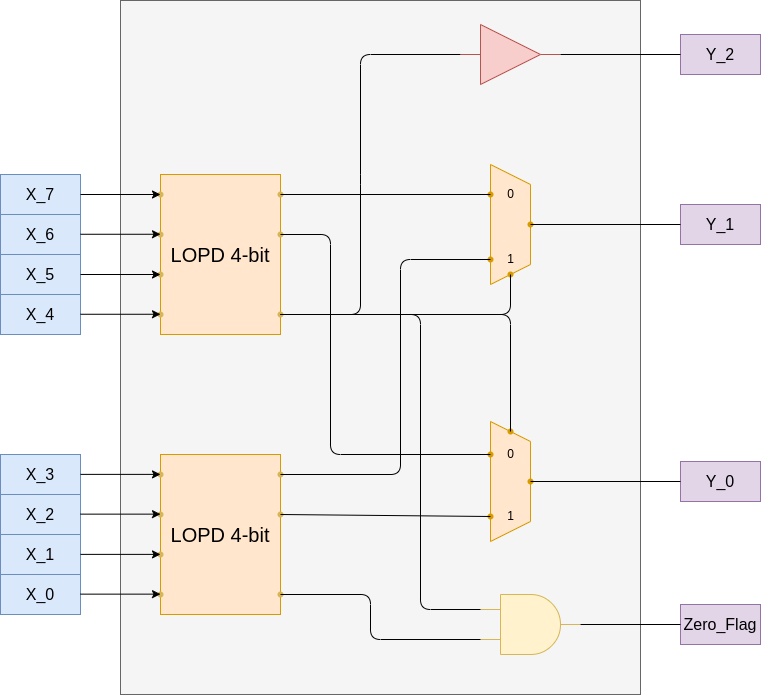 Y_2
X_7
X_6
X_5
X_4
LOPD 4-bit
0
1
Y_1
X_3
X_2
X_1
X_0
LOPD 4-bit
0
1
Y_0
Zero_Flag